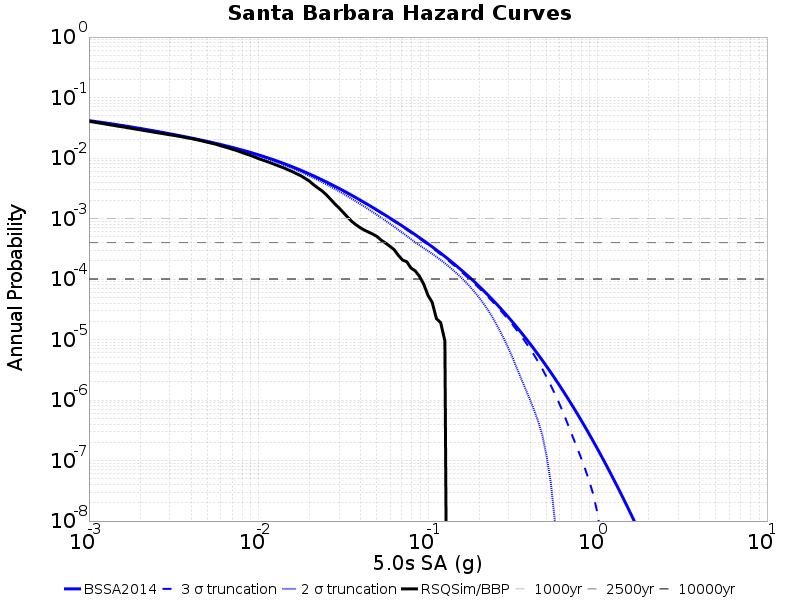 Santa Barbara Hazard Curves
Annual Probability
10^0
10^-1
10^-2
10^-3
10^-4
10^-5
10^-6
10^-7
10^-8
10^-3 10^-2 10^-1 10^0 10^1
5.0s SA (g)
BSSA2014 3 σ truncation 2 σ truncation RSQSim/BBP 1000yr 2500yr 10000yr